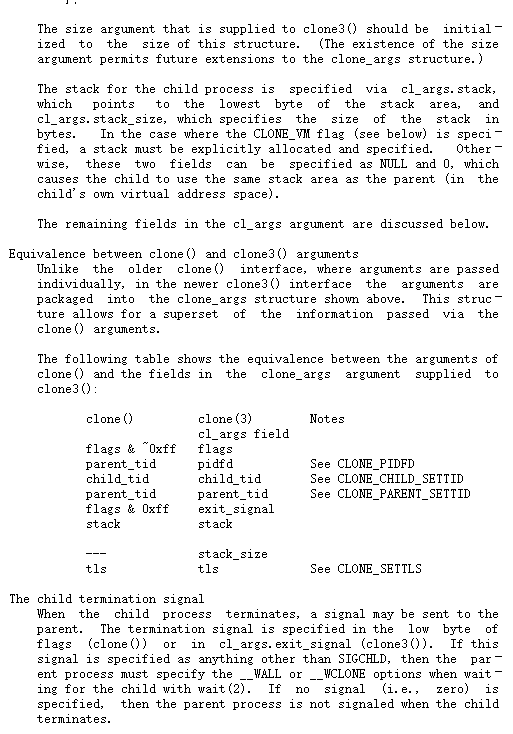 };
The size argument that is supplied to clone3() should be initial‐
ized to the size of this structure. (The existence of the size
argument permits future extensions to the clone_args structure.)
The stack for the child process is specified via cl_args.stack,
which points to the lowest byte of the stack area, and
cl_args.stack_size, which specifies the size of the stack in
bytes. In the case where the CLONE_VM flag (see below) is speci‐
fied, a stack must be explicitly allocated and specified. Other‐
wise, these two fields can be specified as NULL and 0, which
causes the child to use the same stack area as the parent (in the
child's own virtual address space).
The remaining fields in the cl_args argument are discussed below.
Equivalence between clone() and clone3() arguments
Unlike the older clone() interface, where arguments are passed
individually, in the newer clone3() interface the arguments are
packaged into the clone_args structure shown above. This struc‐
ture allows for a superset of the information passed via the
clone() arguments.
The following table shows the equivalence between the arguments of
clone() and the fields in the clone_args argument supplied to
clone3():
clone() clone(3) Notes
cl_args field
flags & ~0xff flags
parent_tid pidfd See CLONE_PIDFD
child_tid child_tid See CLONE_CHILD_SETTID
parent_tid parent_tid See CLONE_PARENT_SETTID
flags & 0xff exit_signal
stack stack
--- stack_size
tls tls See CLONE_SETTLS
The child termination signal
When the child process terminates, a signal may be sent to the
parent. The termination signal is specified in the low byte of
flags (clone()) or in cl_args.exit_signal (clone3()). If this
signal is specified as anything other than SIGCHLD, then the par‐
ent process must specify the __WALL or __WCLONE options when wait‐
ing for the child with wait(2). If no signal (i.e., zero) is
specified, then the parent process is not signaled when the child
terminates.